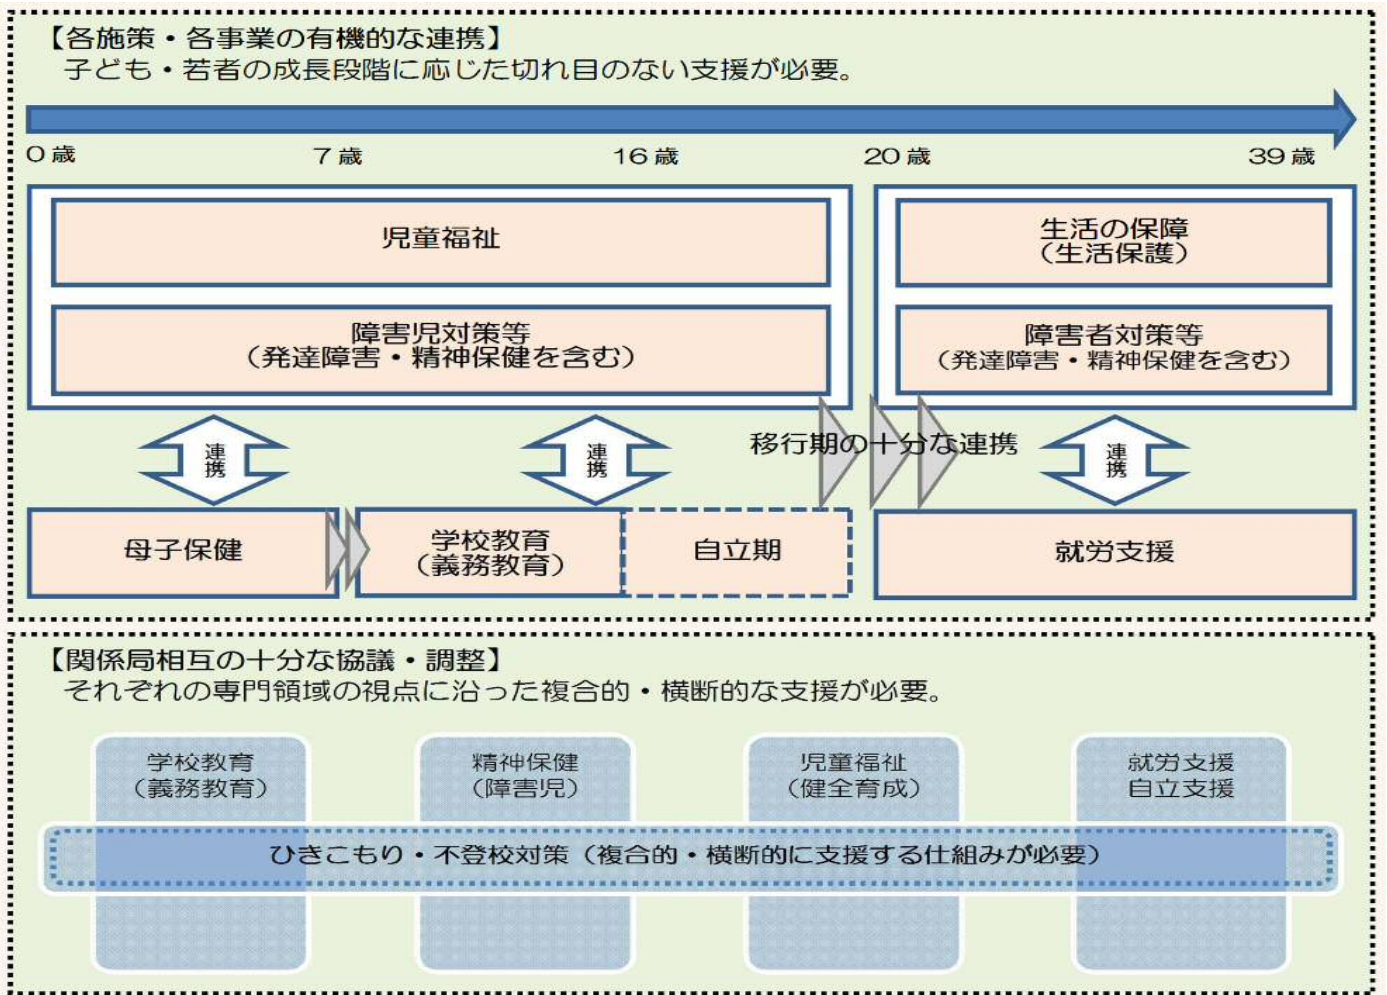 【各施策・各事業の有機的な連携】
子ども・若者の成長段階に応じた切れ目のない支援が必要。
0歳
7歳
16歳
20歳
39歳
児童福祉
生活の保障
(生活保護)
障害児対策等
(発達障害・精神保健を含む)
障害者対策等
(発達障害・精神保健を含む)
連携
連携
移行期の十分な連携
連携
母子保健
学校教育
(義務教育)
自立期
就労支援
【関係局相互の十分な協議・調整】
それぞれの専門領域の視点に沿った複合的・横断的な支援が必要。
学校教育
(義務教育)
精神保健
(障害児)
児童福祉
(健全育成)
就労支援
自立支援
ひきこもり・不登校対策(複合的・横断的に支援する仕組みが必要)